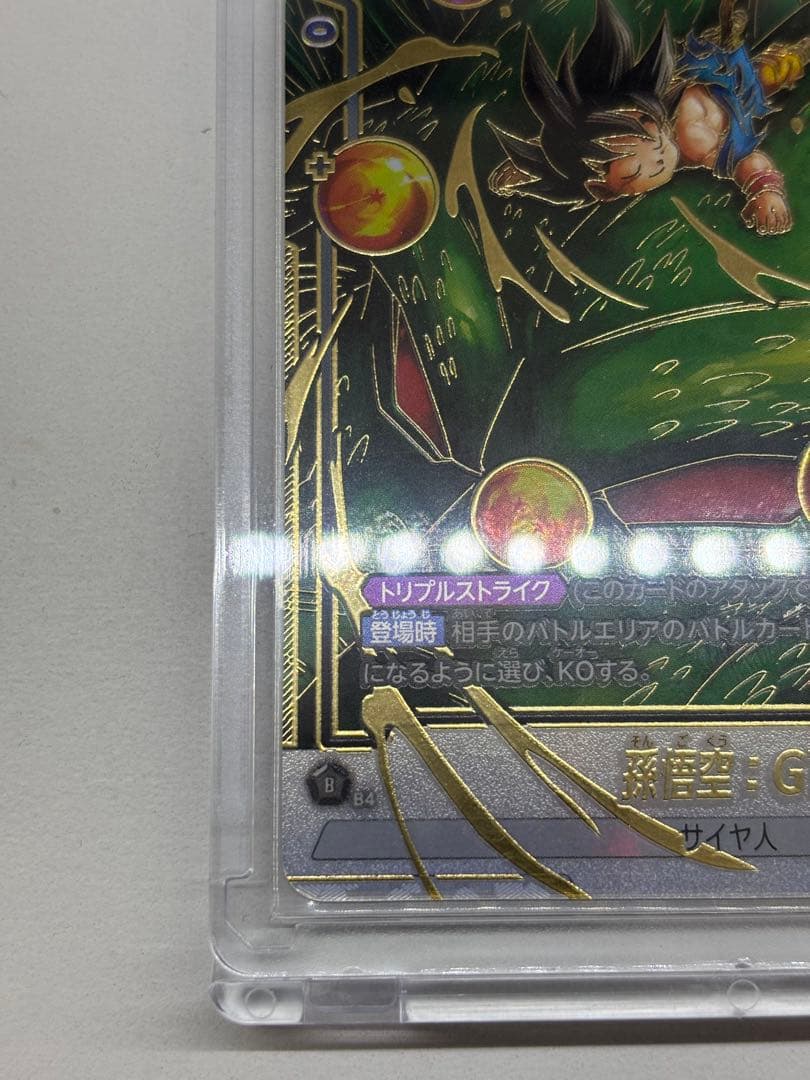 0
トリプルストライク (このカードのアタックで
登場時 相手のバトルエリアのバトルカー
になるように選び、KOする。
孫悟空:G
B B4
サイヤ人